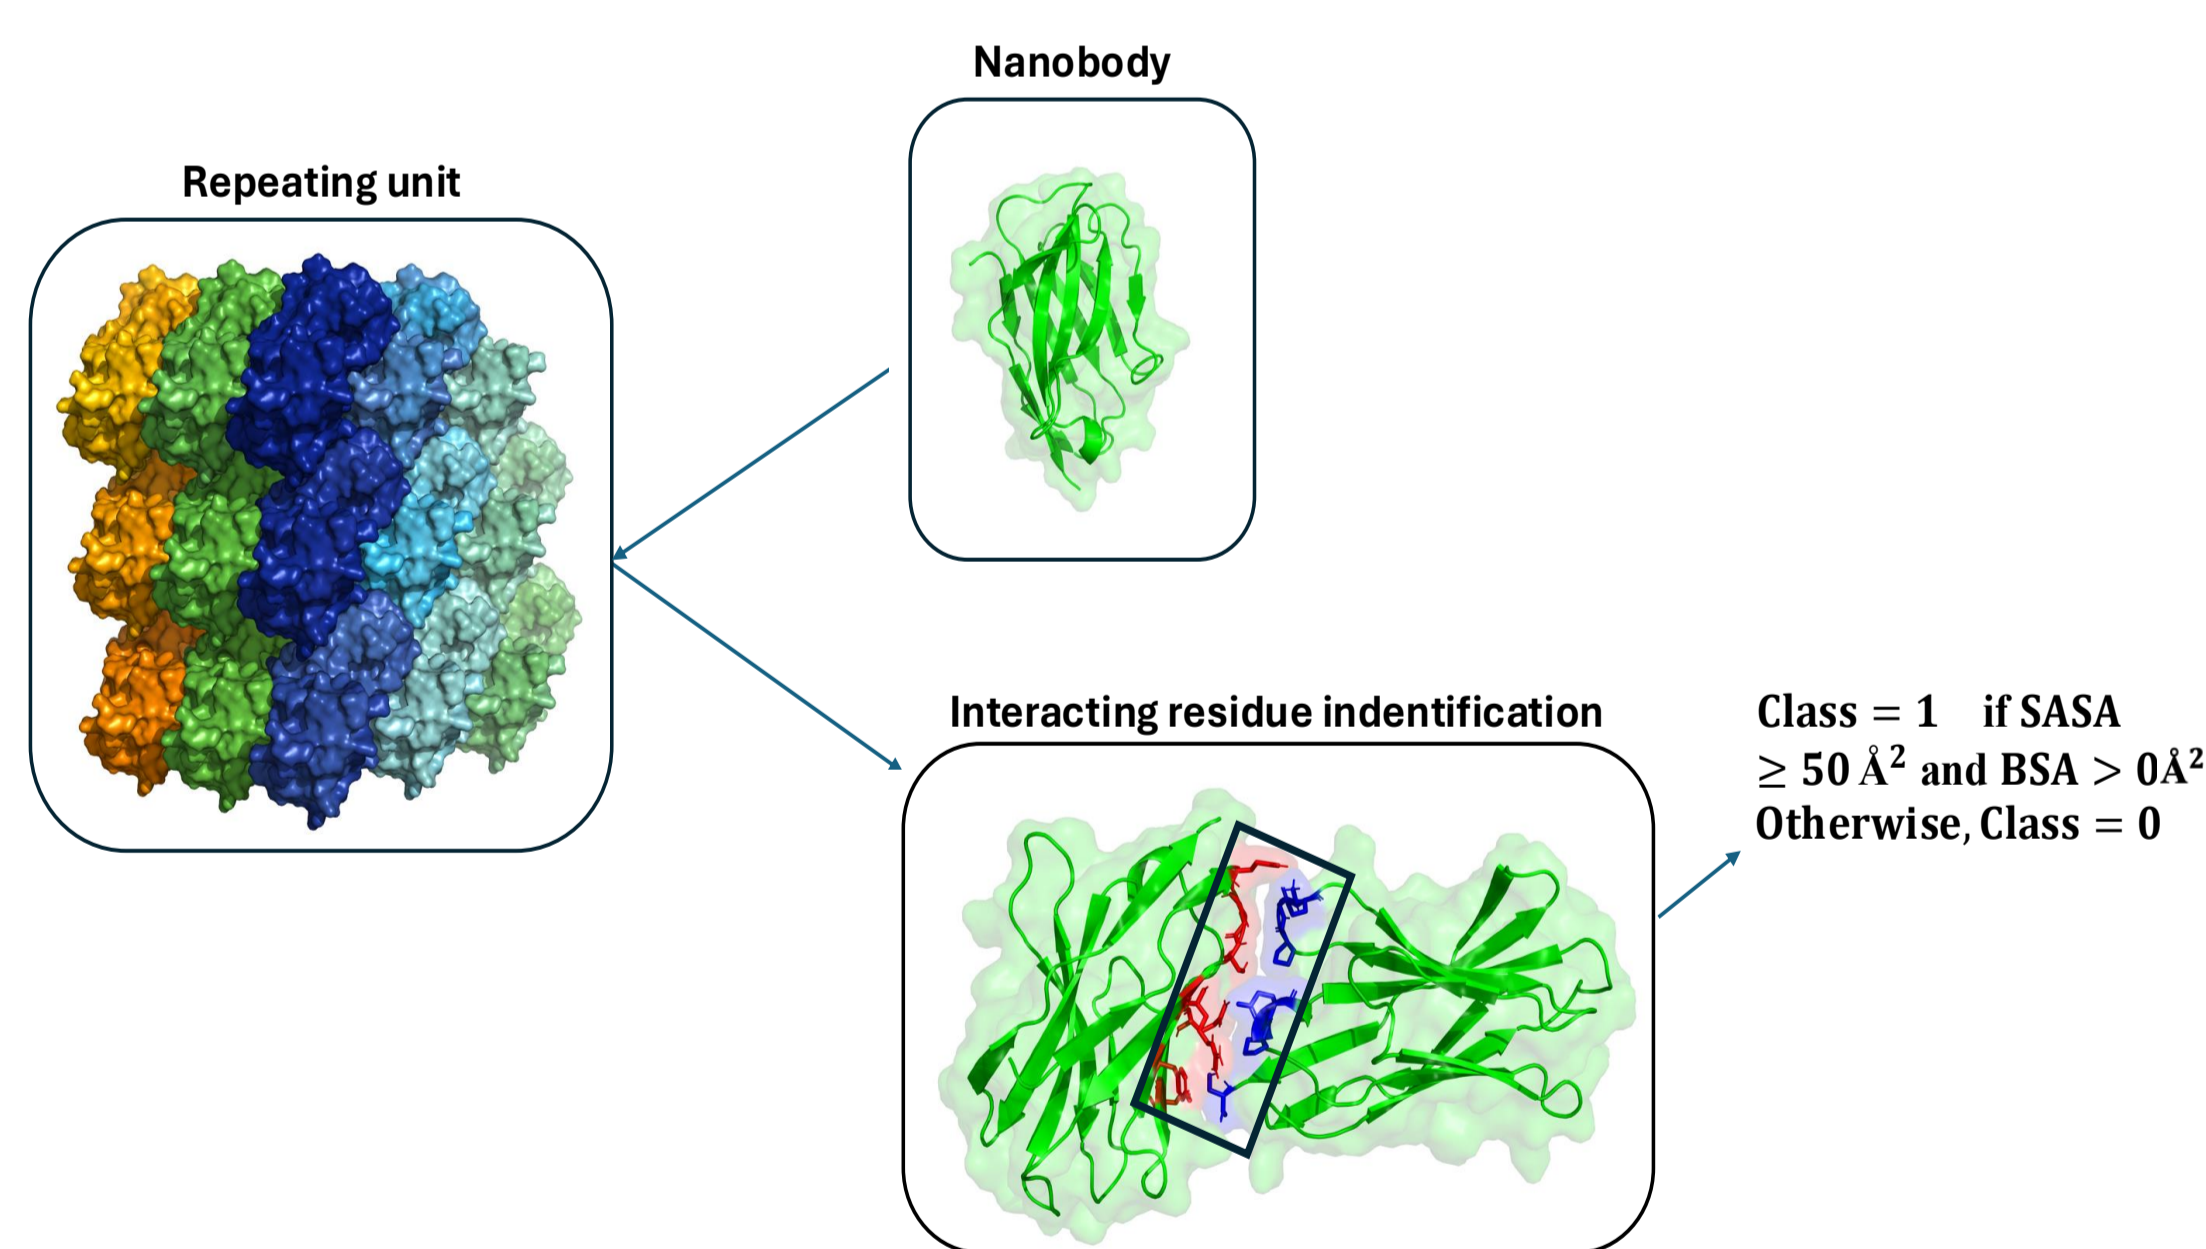 Nanobody
Repeating unit
Interacting residue indentification
Class = 1 if SASA
≥ 50 Å² and BSA > 0Å²
Otherwise, Class = 0